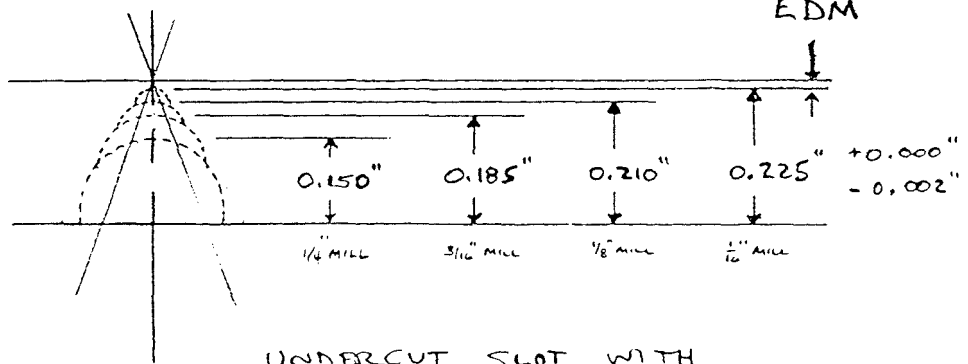 EDM
0.150" 0.185" 0.210" 0.225" +0.000"
- 0.002"
1/4" MILL 3/16" MILL 1/8" MILL 1/16" MILL
UNDERCUT SLOT WITH